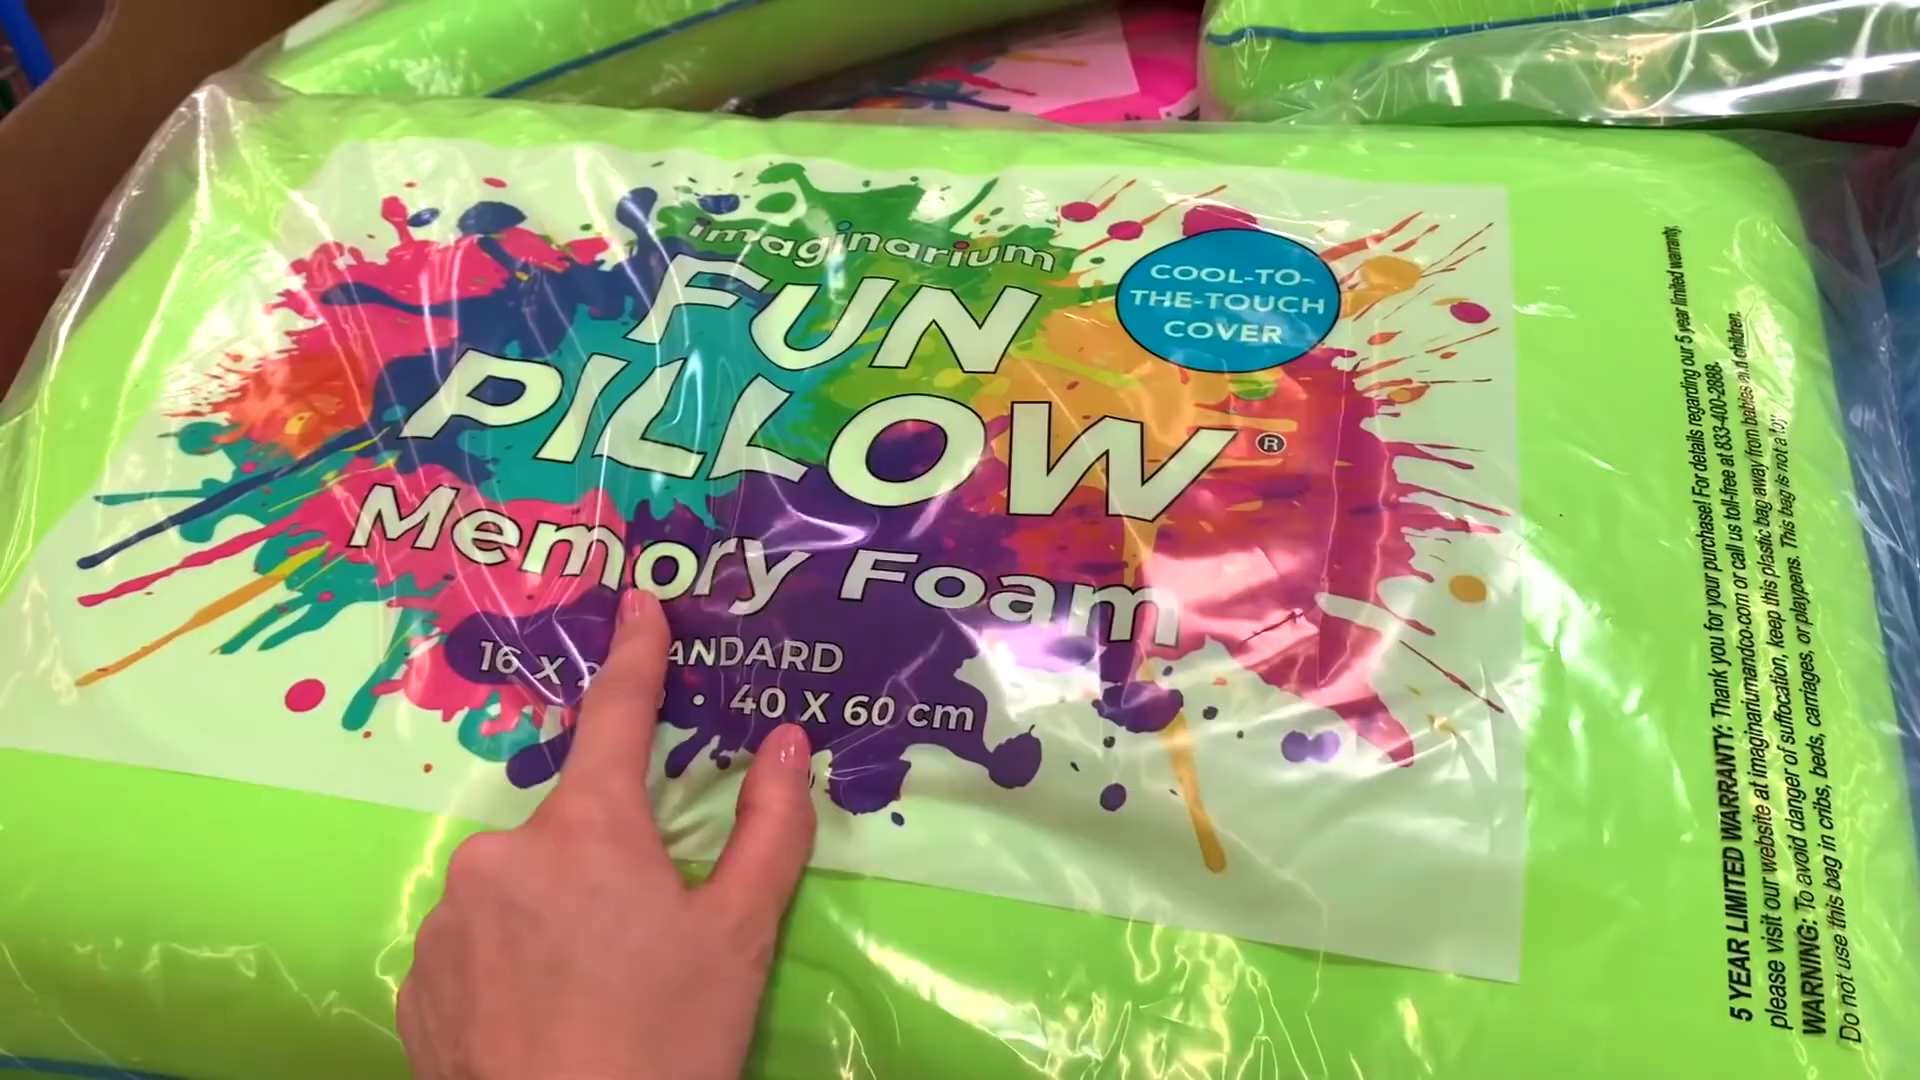 imaginarium
FUN
PILLOW®
Memory Foam
COOL-TO-
THE-TOUCH
COVER
16 X
• 40 X 60 cm
5 YEAR LIMITED WARRANTY: Thank you for your purchase! For details regarding our 5 year limited warranty,
please visit our website at imaginariumandco.com or call us toll-free at 833-400-2888.
WARNING: To avoid danger of suffocation, keep this plastic bag away from babies and children.
Do not use this bag in cribs, beds, carriages, or playpens. This bag is not a toy.